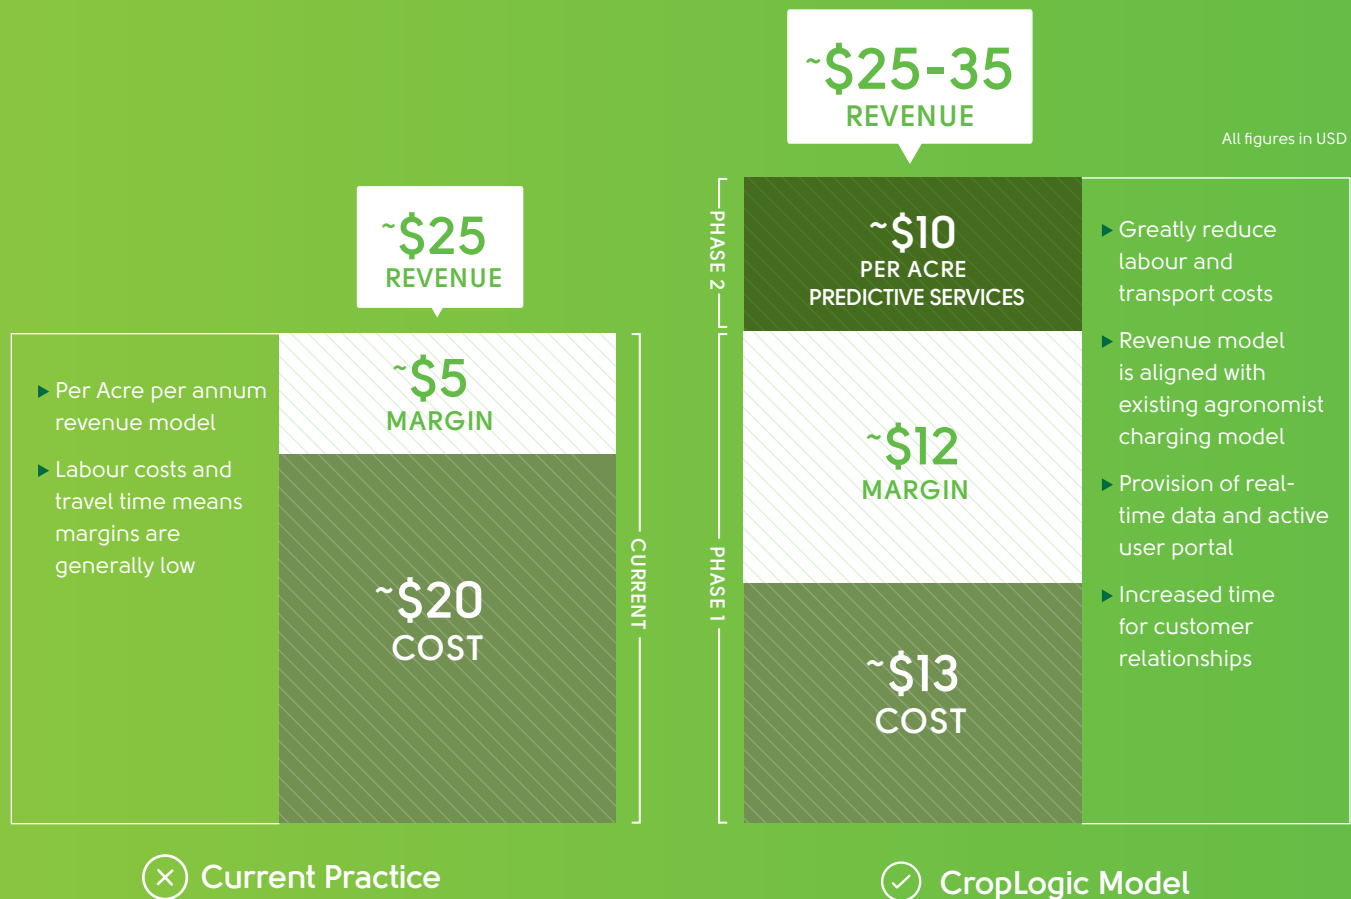 ~$25-35
REVENUE
All figures in USD
~$25
REVENUE
Per Acre per annum
revenue model
Labour costs and
travel time means
margins are
generally low
~$5
MARGIN
~$20
COST
CURRENT
PHASE 2
PHASE 1
~$10
PER ACRE
PREDICTIVE SERVICES
~$12
MARGIN
~$13
COST
Greatly reduce
labour and
transport costs
Revenue model
is aligned with
existing agronomist
charging model
Provision of real-
time data and active
user portal
Increased time
for customer
relationships
Current Practice
CropLogic Model